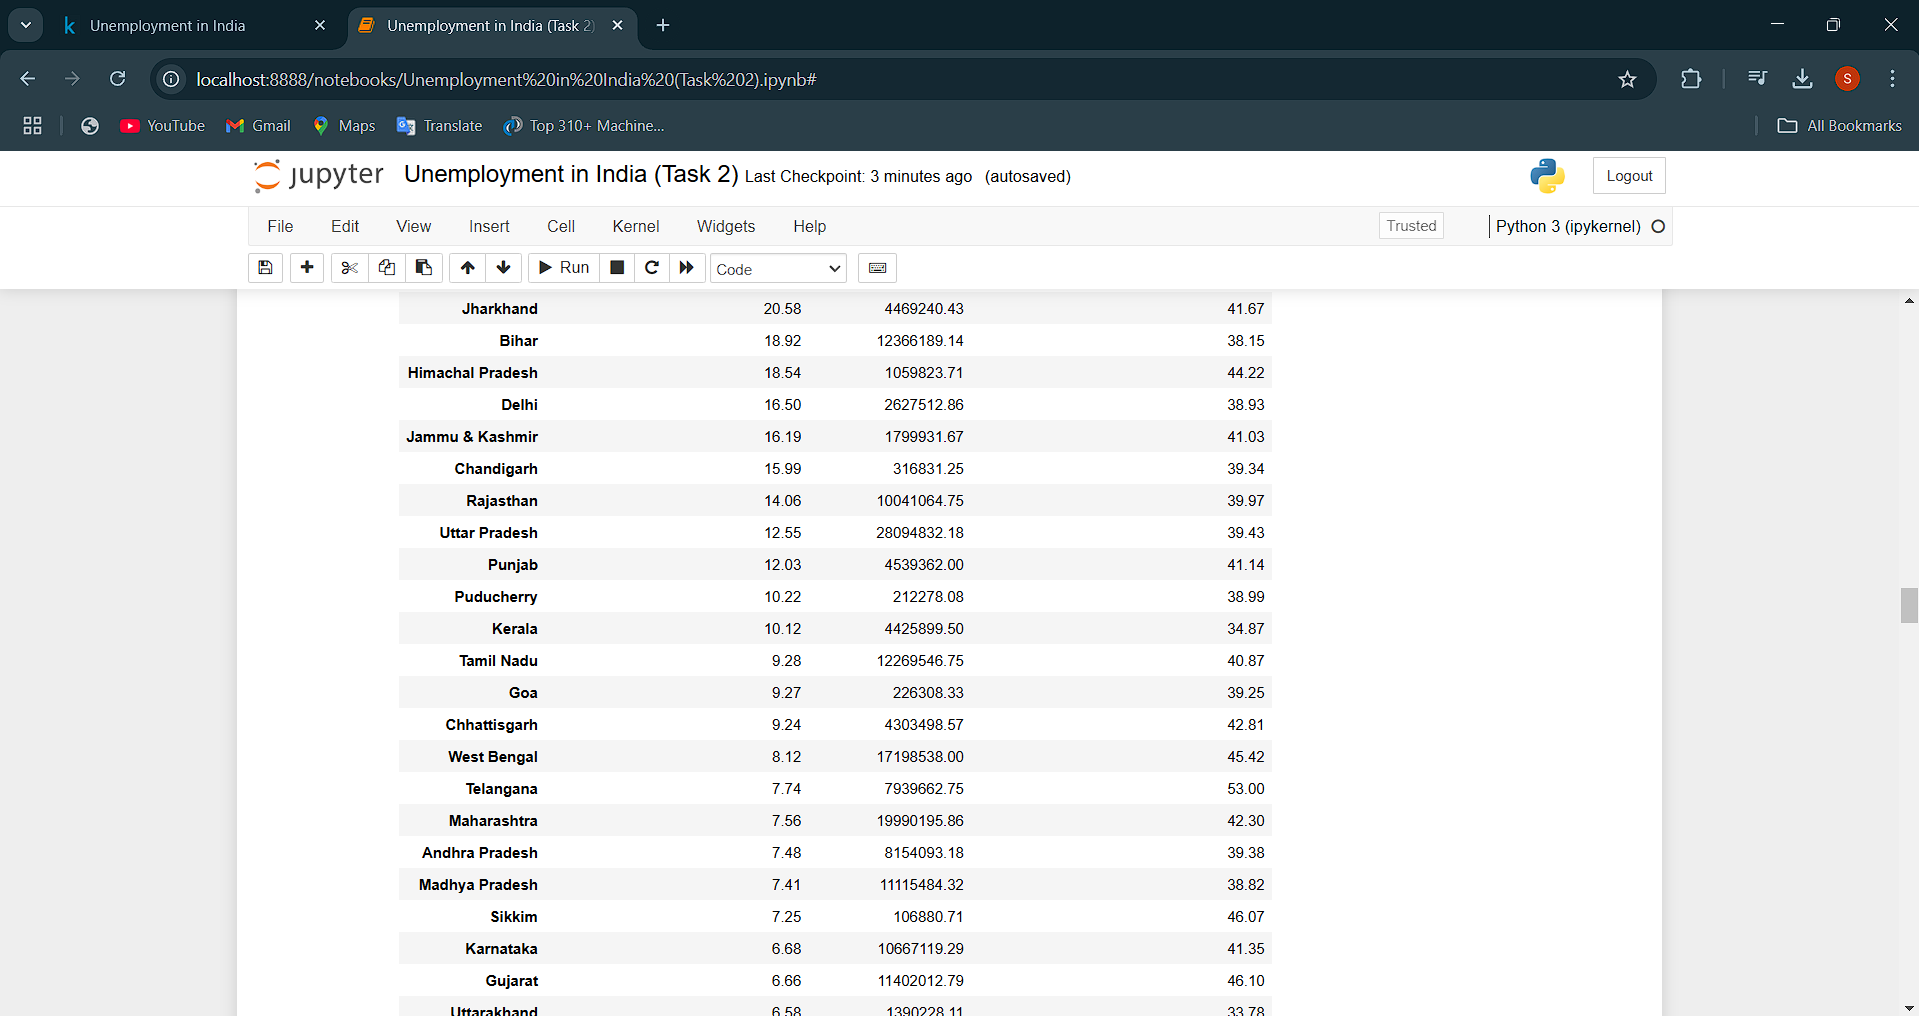 Unemployment in India
Unemployment in India (Task 2)
localhost:8888/notebooks/Unemployment%20in%20India%20(Task%202).ipynb#
S
YouTube
Gmail
Maps
Translate
Top 310+ Machine...
All Bookmarks
jupyter Unemployment in India (Task 2) Last Checkpoint: 3 minutes ago (autosaved)
Logout
File Edit View Insert Cell Kernel Widgets Help
Trusted
Python 3 (ipykernel)
Run
Code
Jharkhand 20.58 4469240.43 41.67
Bihar 18.92 12366189.14 38.15
Himachal Pradesh 18.54 1059823.71 44.22
Delhi 16.50 2627512.86 38.93
Jammu & Kashmir 16.19 1799931.67 41.03
Chandigarh 15.99 316831.25 39.34
Rajasthan 14.06 10041064.75 39.97
Uttar Pradesh 12.55 28094832.18 39.43
Punjab 12.03 4539362.00 41.14
Puducherry 10.22 212278.08 38.99
Kerala 10.12 4425899.50 34.87
Tamil Nadu 9.28 12269546.75 40.87
Goa 9.27 226308.33 39.25
Chhattisgarh 9.24 4303498.57 42.81
West Bengal 8.12 17198538.00 45.42
Telangana 7.74 7939662.75 53.00
Maharashtra 7.56 19990195.86 42.30
Andhra Pradesh 7.48 8154093.18 39.38
Madhya Pradesh 7.41 11115484.32 38.82
Sikkim 7.25 106880.71 46.07
Karnataka 6.68 10667119.29 41.35
Gujarat 6.66 11402012.79 46.10
Uttarakhand 6.58 1390228.11 33.78